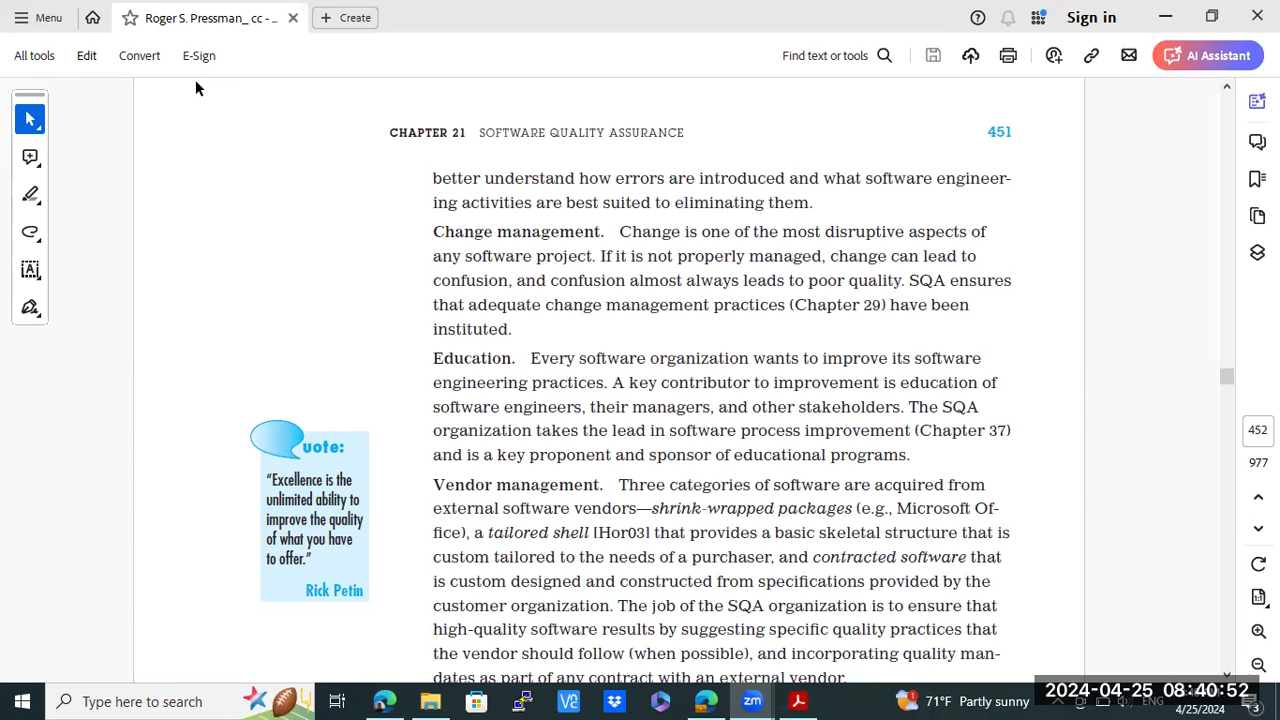 Menu
Roger S. Pressman_ cc - ...
Create
Sign in
All tools
Edit
Convert
E-Sign
Find text or tools
AI Assistant
CHAPTER 21 SOFTWARE QUALITY ASSURANCE 451
better understand how errors are introduced and what software engineer-
ing activities are best suited to eliminating them.
Change management. Change is one of the most disruptive aspects of
any software project. If it is not properly managed, change can lead to
confusion, and confusion almost always leads to poor quality. SQA ensures
that adequate change management practices (Chapter 29) have been
instituted.
Education. Every software organization wants to improve its software
engineering practices. A key contributor to improvement is education of
software engineers, their managers, and other stakeholders. The SQA
organization takes the lead in software process improvement (Chapter 37)
and is a key proponent and sponsor of educational programs.
Vendor management. Three categories of software are acquired from
external software vendors—shrink-wrapped packages (e.g., Microsoft Of-
fice), a tailored shell [Hor03] that provides a basic skeletal structure that is
custom tailored to the needs of a purchaser, and contracted software that
is custom designed and constructed from specifications provided by the
customer organization. The job of the SQA organization is to ensure that
high-quality software results by suggesting specific quality practices that
the vendor should follow (when possible), and incorporating quality man-
dates as part of any contract with an external vendor.
uote:
“Excellence is the
unlimited ability to
improve the quality
of what you have
to offer.”
Rick Petin
452
977
Type here to search
zm
71°F Partly sunny
ENG
2024-04-25 08:40:52
4/25/2024
3